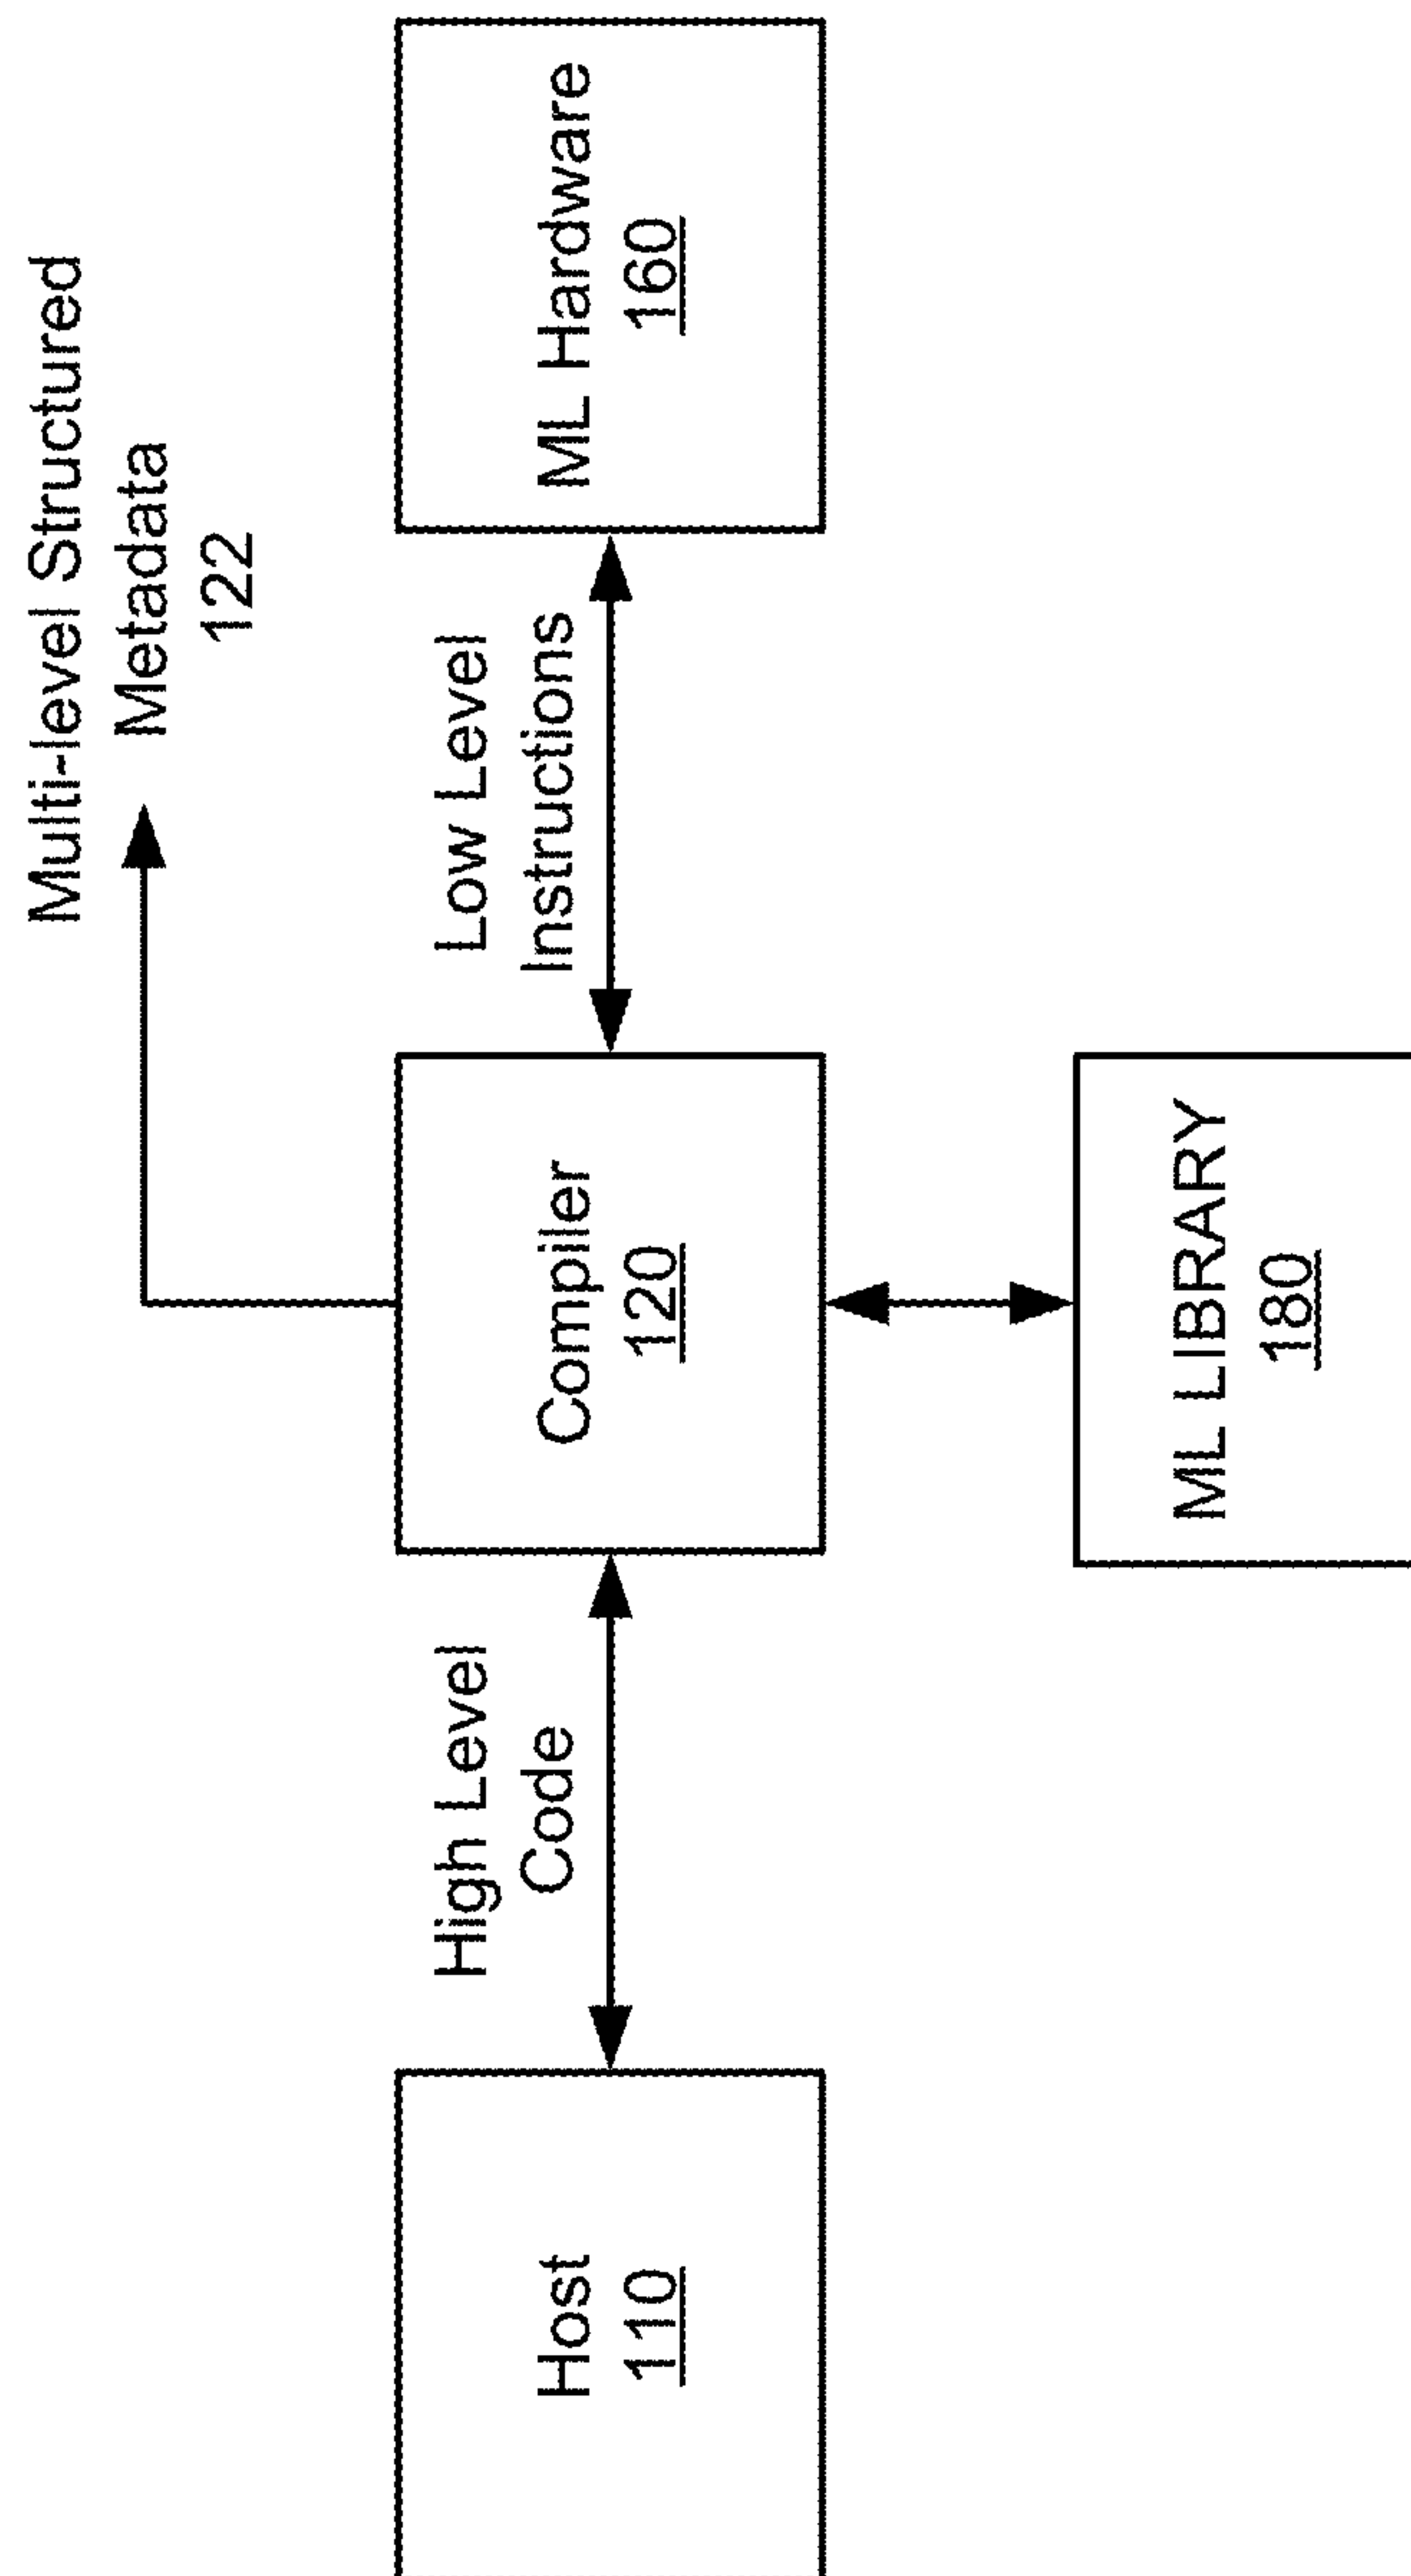 Multi-level Structured
Metadata
122
High Level
Code
Low Level
Instructions
Host
110
Compiler
120
ML Hardware
160
ML LIBRARY
180